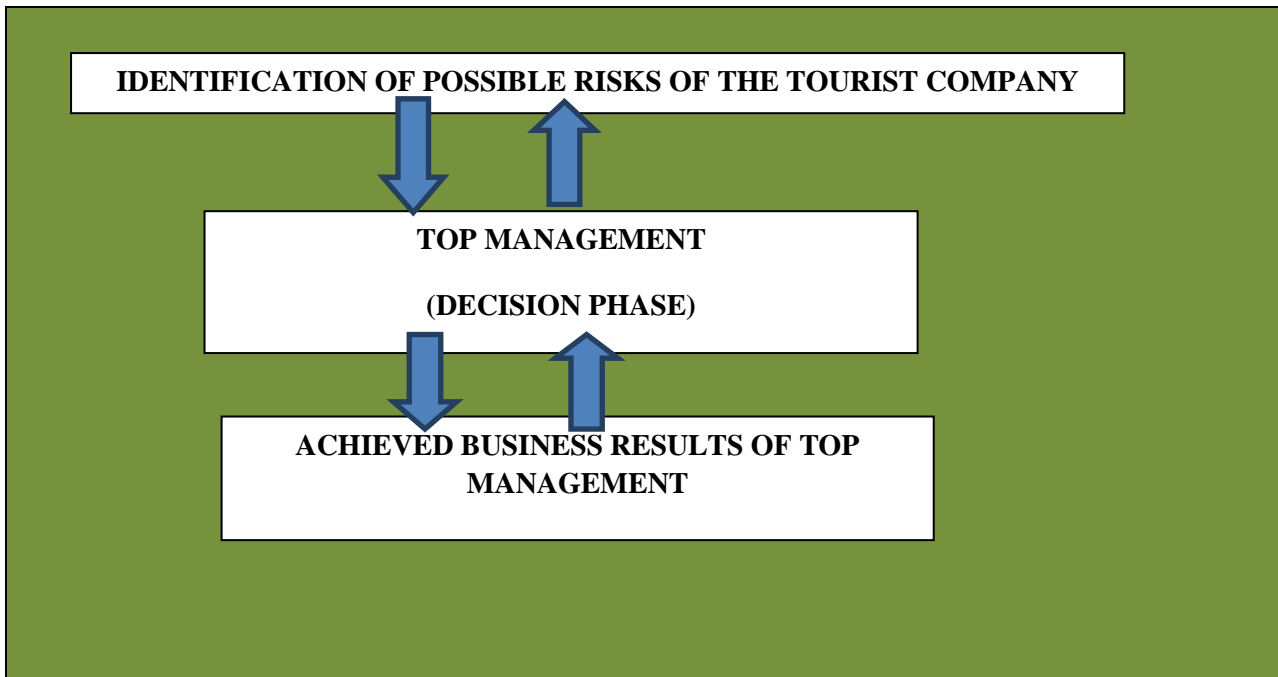 IDENTIFICATION OF POSSIBLE RISKS OF THE TOURIST COMPANY
TOP MANAGEMENT
(DECISION PHASE)
ACHIEVED BUSINESS RESULTS OF TOP
MANAGEMENT